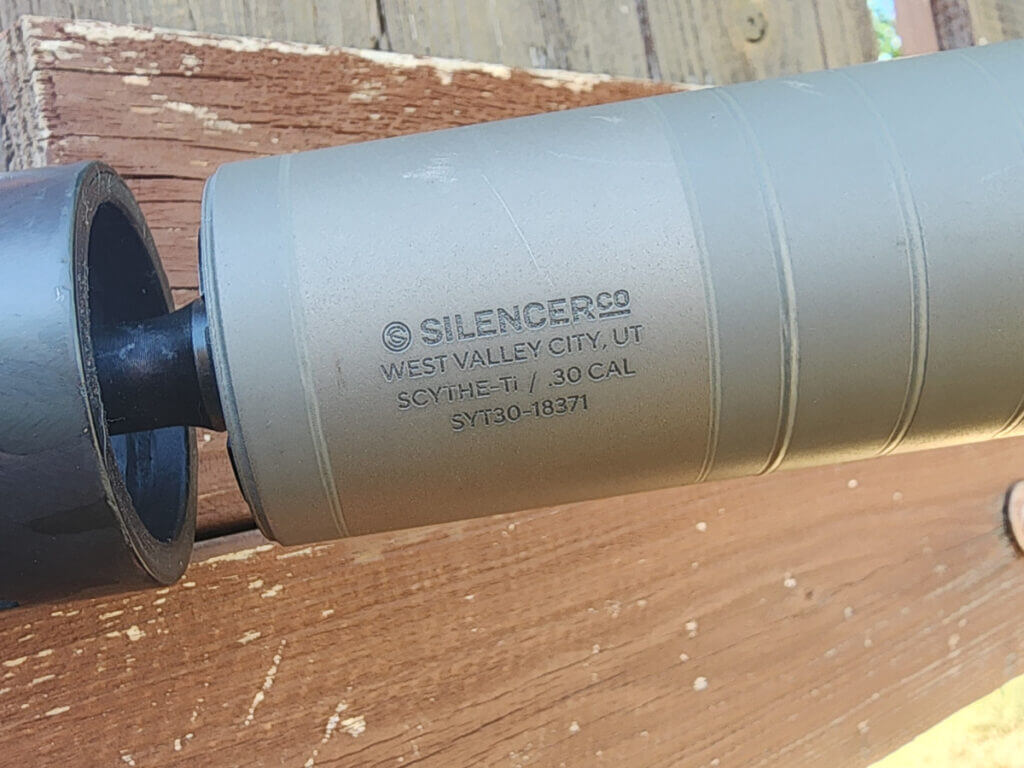 SILENCERCO
WEST VALLEY CITY, UT
SCYTHE-Ti / .30 CAL
SYT30-18371